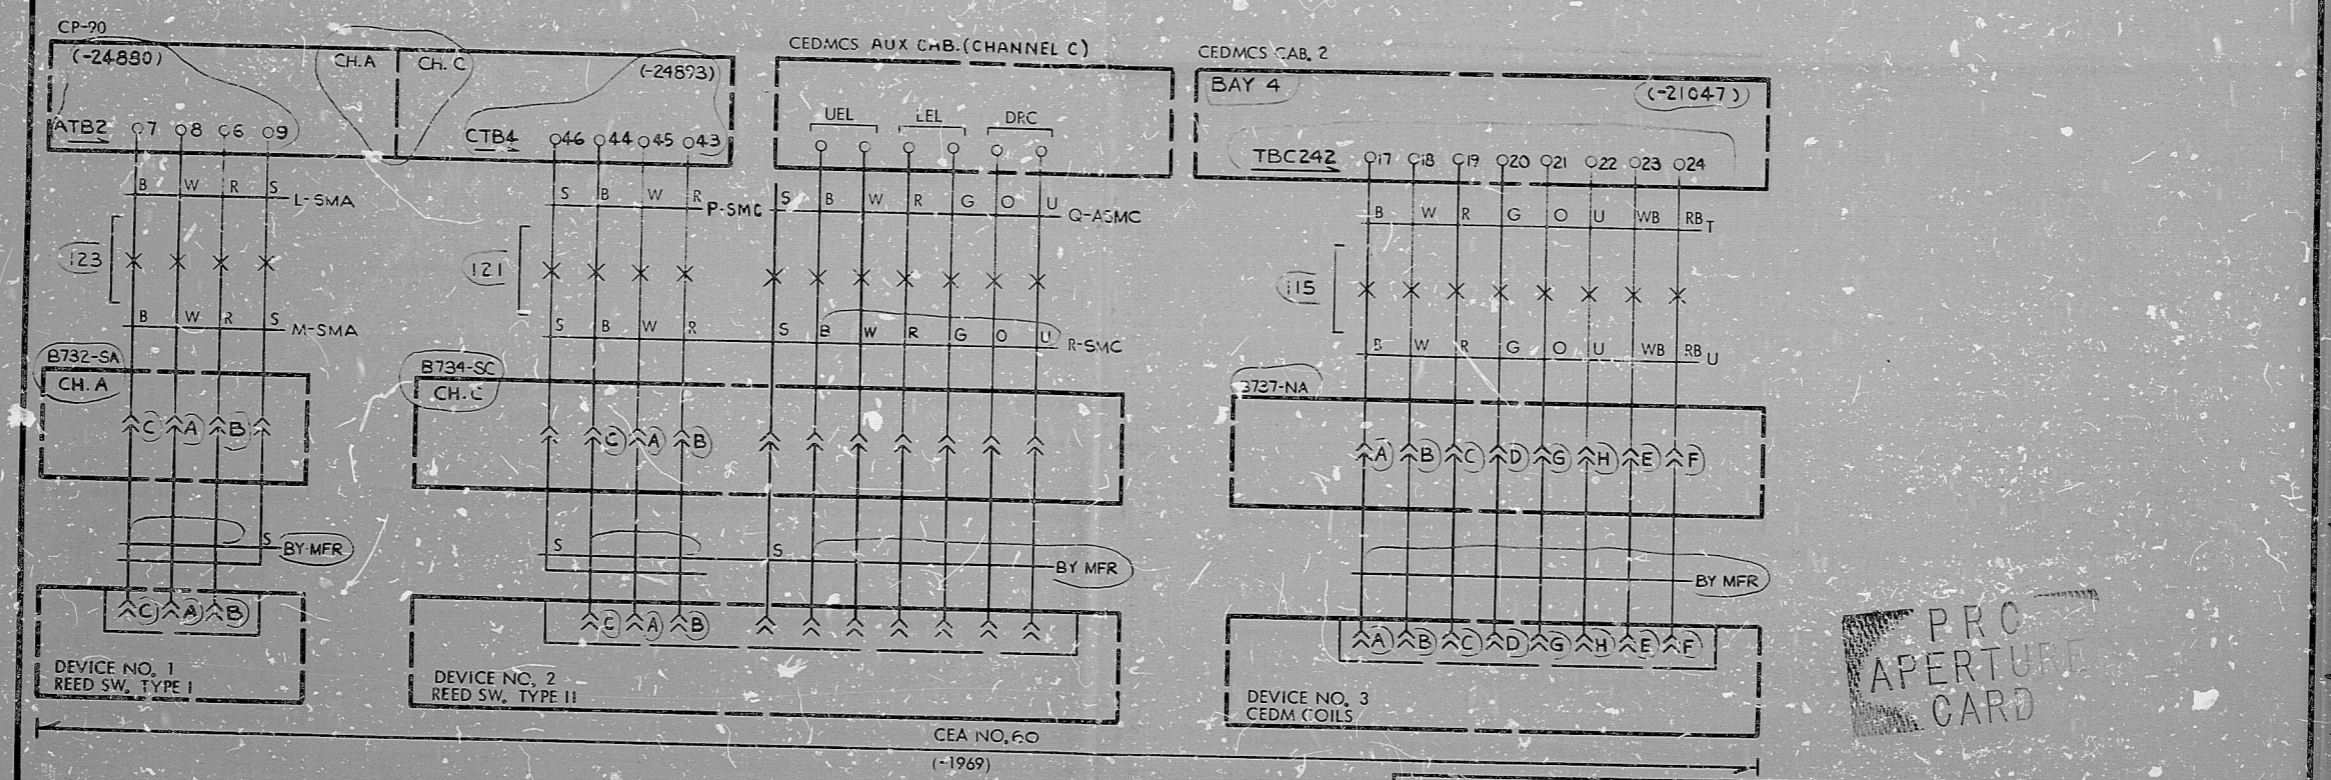 CP-90
(-24880)
CH.A
CH. C
(-24893)
ATB2 7 8 6 9
CTB4 46 44 45 43
CEDMCS AUX CAB. (CHANNEL C)
UEL LEL DRC
CEDMCS CAB. 2
BAY 4
(-21047)
TBC242 17 18 19 20 21 22 23 24
B W R S L-SMA
S B W R P-SMC
S B W R G O U Q-ASMC
B W R G O U WB RB T
123
121
115
B W R S M-SMA
S B W R S B W R G O U R-SMC
B W R G O U WB RB U
B732-SA
CH. A
B734-SC
CH. C
B737-NA
C A B
C A B
A B C D G H E F
S BY MFR
S S BY MFR
BY MFR
C A B
DEVICE NO. 1
REED SW. TYPE I
C A B
DEVICE NO. 2
REED SW. TYPE II
A B C D G H E F
DEVICE NO. 3
CEDM COILS
CEA NO. 60
(-1969)
PRC
APERTURE
CARD